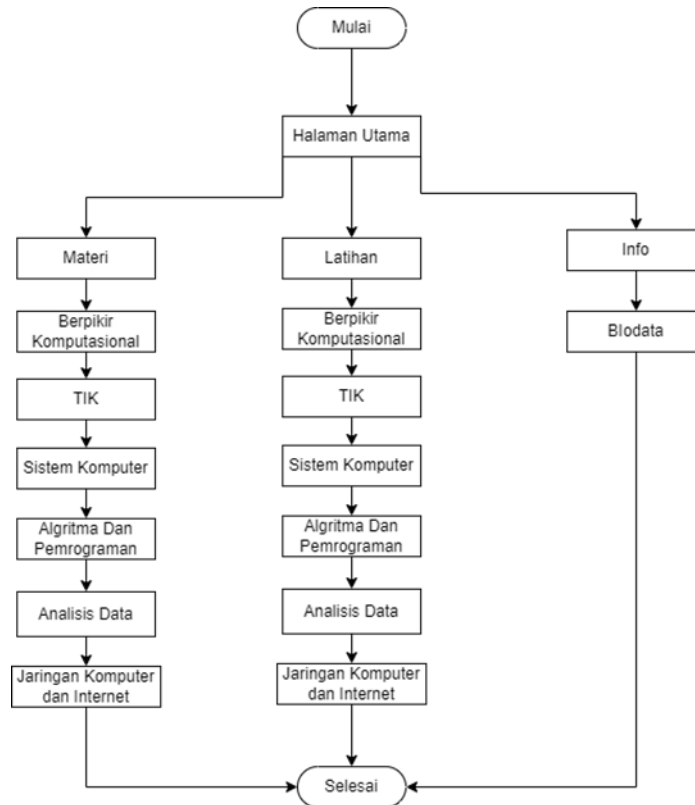 Mulai
Halaman Utama
Materi
Latihan
Info
Berpikir
Komputasional
Berpikir
Komputasional
BIodata
TIK
TIK
Sistem Komputer
Sistem Komputer
Algritma Dan
Pemrograman
Algritma Dan
Pemrograman
Analisis Data
Analisis Data
Jaringan Komputer
dan Internet
Jaringan Komputer
dan Internet
Selesai